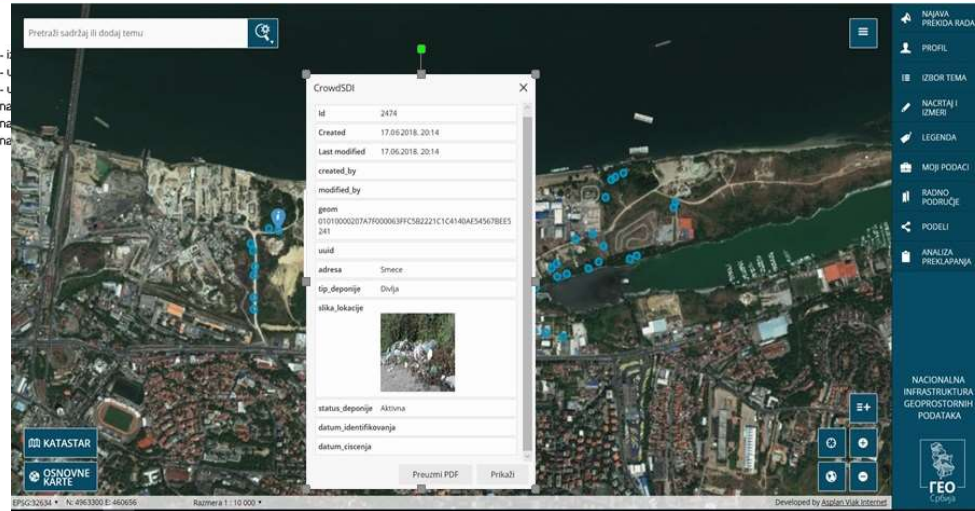 Pretraži sadržaj ili dodaj temu
CrowdSDI
Id 2474
Created 17.06.2018. 20:14
Last modified 17.06.2018. 20:14
created_by
modified_by
geom
01010000207A7F000063FFC5B2221C1C4140AE54567BEE5
241
uuid
adresa Smece
tip_deponije Divlja
slika_lokacije
status_deponije Aktivna
datum_identifikovanja
datum_ciscenja
Preuzmi PDF Prikaži
NAJAVA
PREKIDA RADA
PROFIL
IZBOR TEMA
NACRTAJ I
IZMERI
LEGENDA
MOJI PODACI
RADNO
PODRUČJE
PODELI
ANALIZA
PREKLAPANJA
NACIONALNA
INFRASTRUKTURA
GEOPROSTORNIH
PODATAKA
ГЕО
Србија
KATASTAR
OSNOVNE
KARTE
EPSG:32634 N: 4963300 E: 460656 Razmera 1 : 10 000
Developed by Asplan Viak Internet